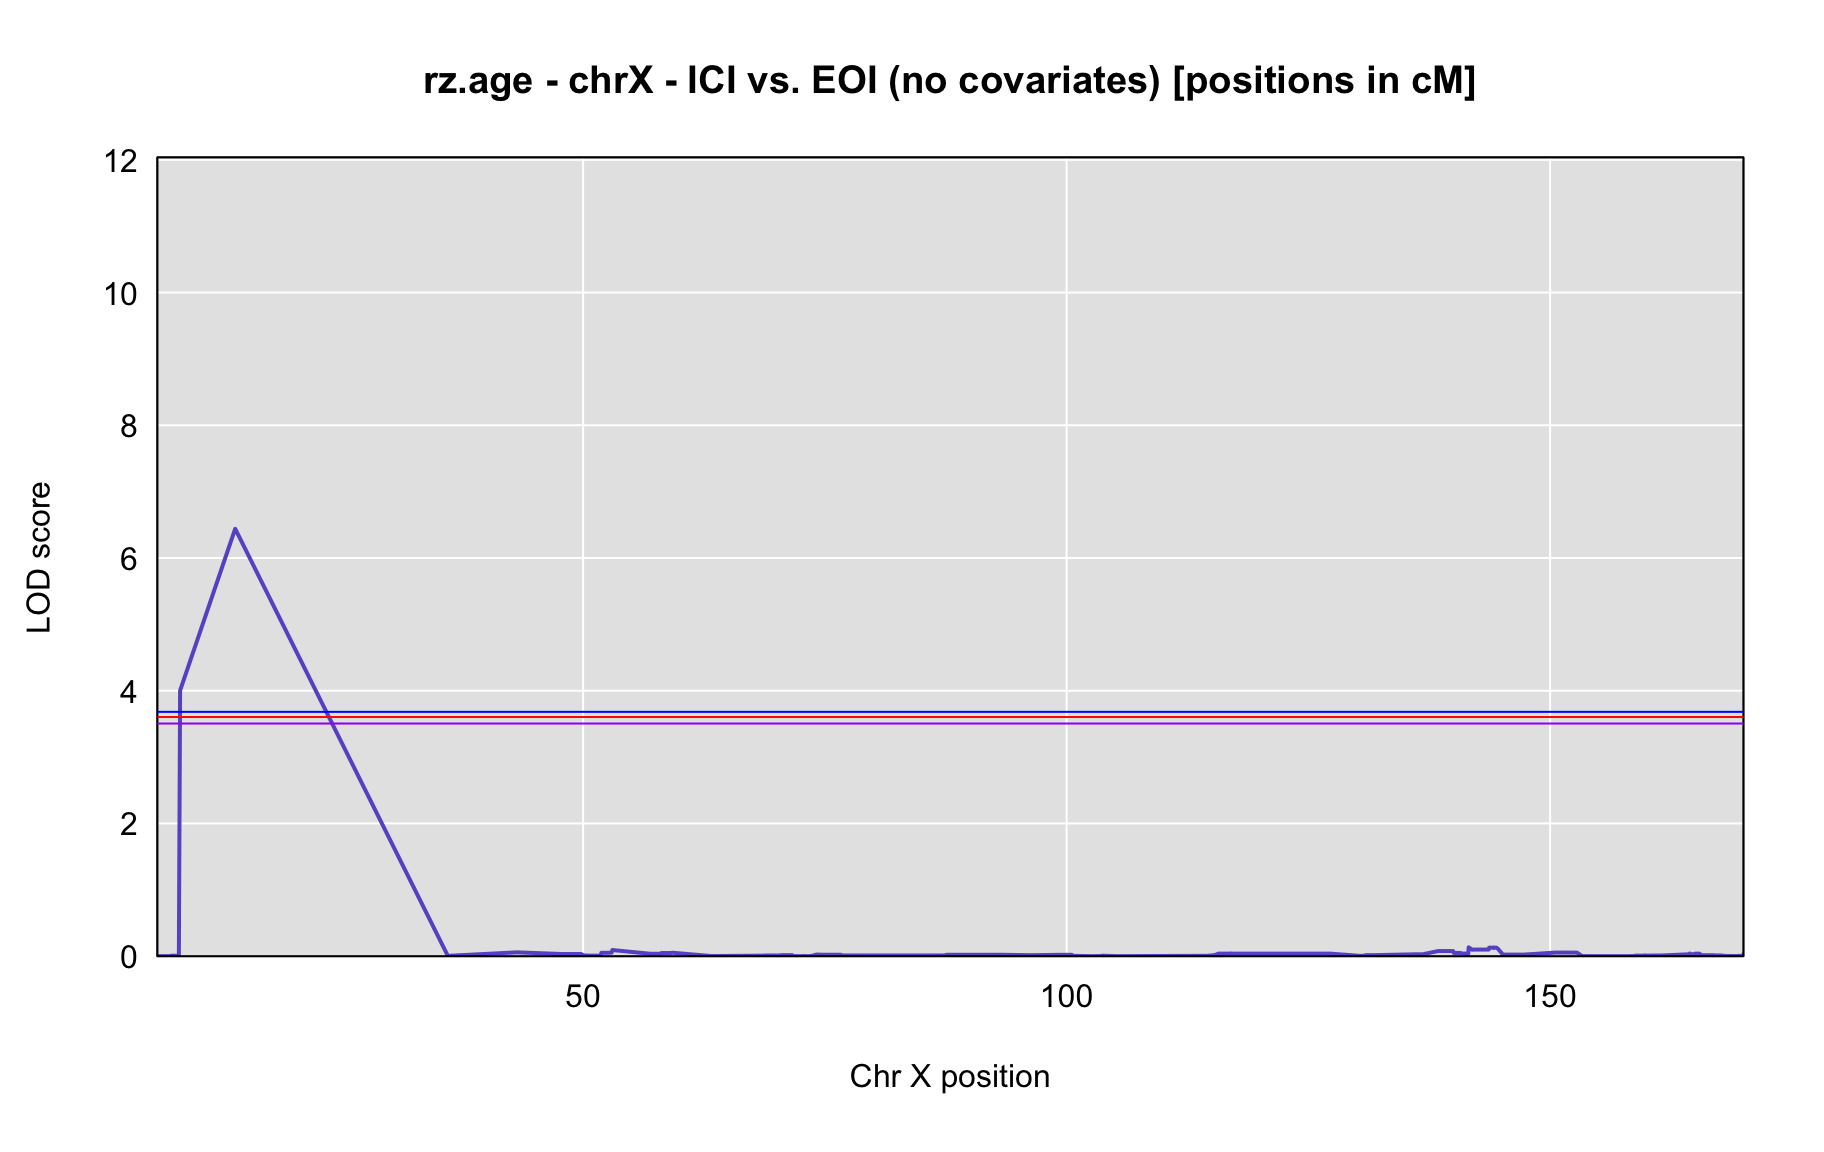 rz.age - chrX - ICI vs. EOI (no covariates) [positions in cM]
12
10
8
6
4
2
0
LOD score
50 100 150
Chr X position